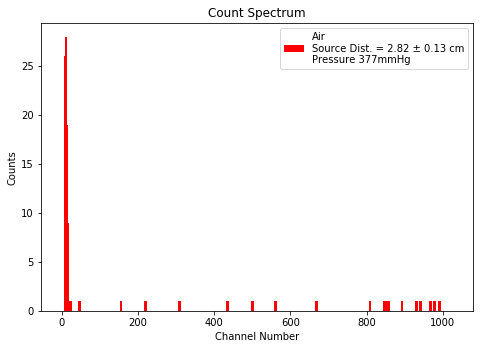 Count Spectrum
Air
Source Dist. = 2.82 ± 0.13 cm
Pressure 377mmHg
Counts
25
20
15
10
5
0
0 200 400 600 800 1000
Channel Number